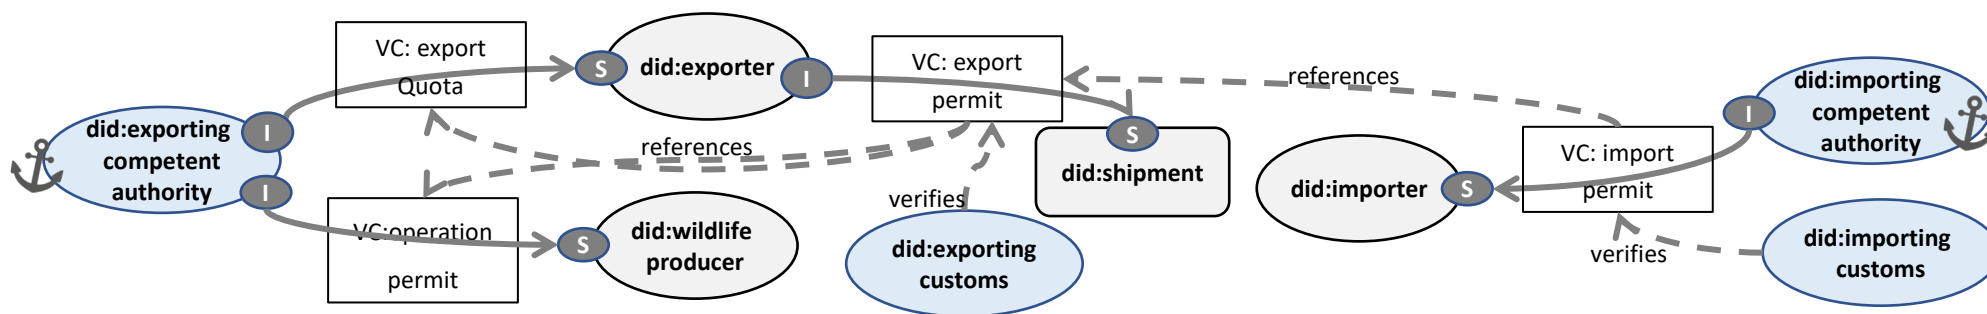 did:exporting
competent
authority
I
I
VC: export
Quota
VC:operation
permit
S
did:exporter
I
references
S
did:wildlife
producer
VC: export
permit
verifies
did:exporting
customs
S
did:shipment
references
did:importer
S
VC: import
permit
I
did:importing
competent
authority
verifies
did:importing
customs